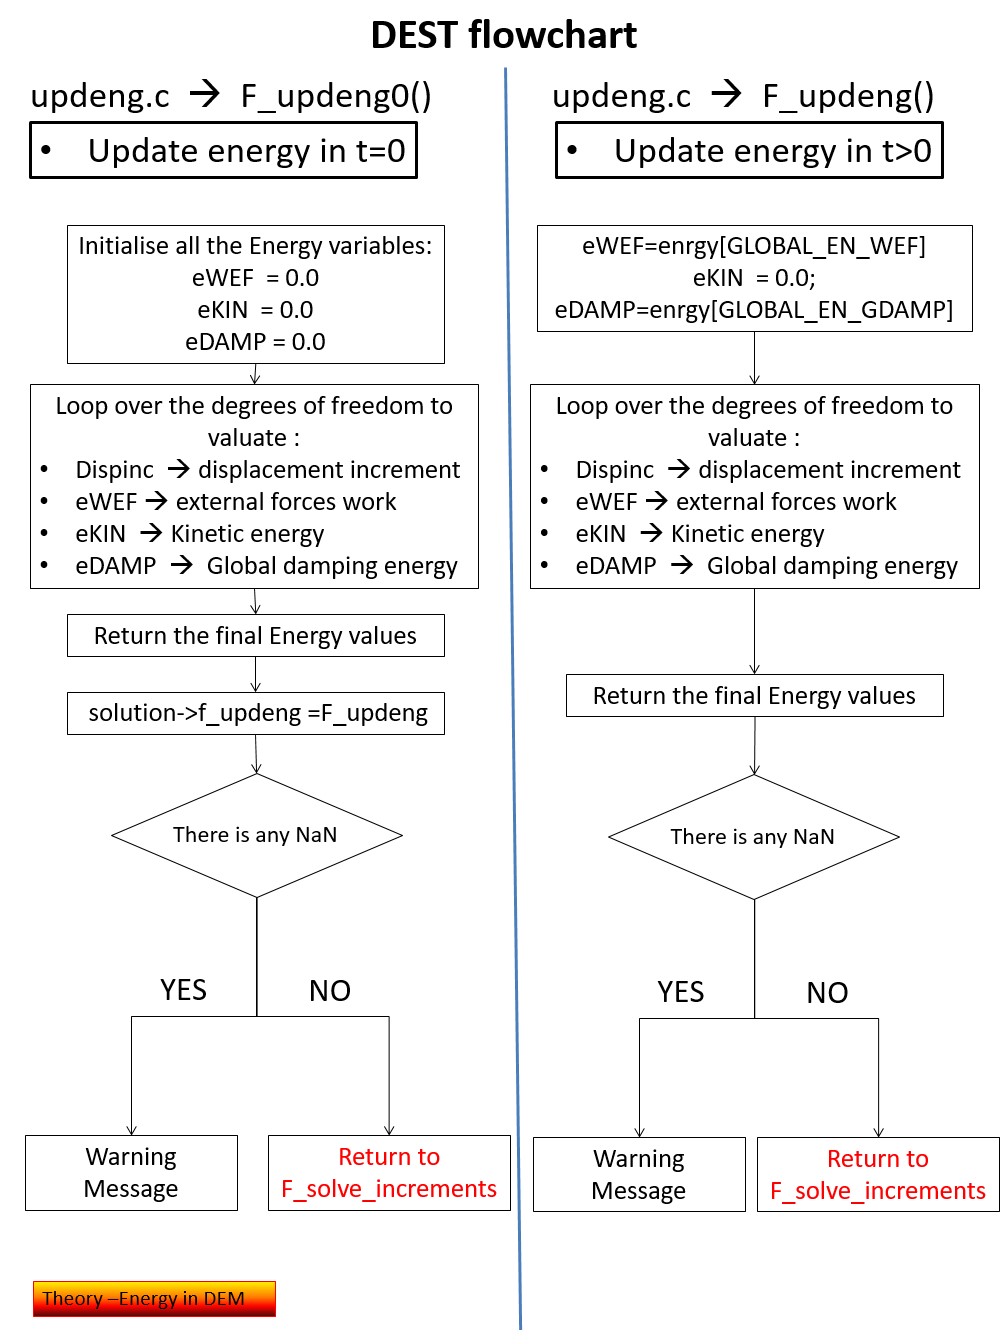 DEST flowchart
updeng.c → F_updeng0()
• Update energy in t=0
Initialise all the Energy variables:
eWEF = 0.0
eKIN = 0.0
eDAMP = 0.0
Loop over the degrees of freedom to
valuate :
• Dispinc → displacement increment
• eWEF → external forces work
• eKIN → Kinetic energy
• eDAMP → Global damping energy
Return the final Energy values
solution->f_updeng =F_updeng
There is any NaN
YES
NO
Warning
Message
Return to
F_solve_increments
Theory –Energy in DEM
updeng.c → F_updeng()
• Update energy in t>0
eWEF=enrgy[GLOBAL_EN_WEF]
eKIN = 0.0;
eDAMP=enrgy[GLOBAL_EN_GDAMP]
Loop over the degrees of freedom to
valuate :
• Dispinc → displacement increment
• eWEF → external forces work
• eKIN → Kinetic energy
• eDAMP → Global damping energy
Return the final Energy values
There is any NaN
YES
NO
Warning
Message
Return to
F_solve_increments